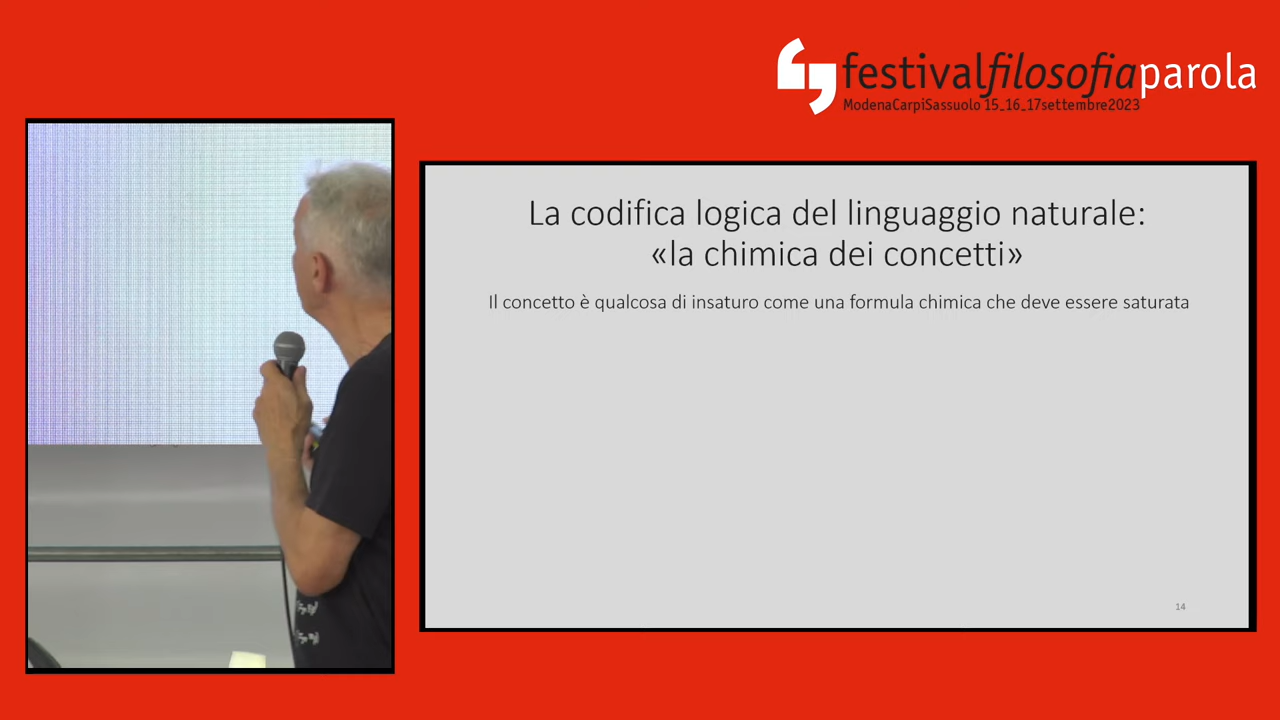 festivalfilosofiaparola
ModenaCarpiSassuolo 15_16_17settembre2023
La codifica logica del linguaggio naturale:
«la chimica dei concetti»
Il concetto è qualcosa di insaturo come una formula chimica che deve essere saturata
14